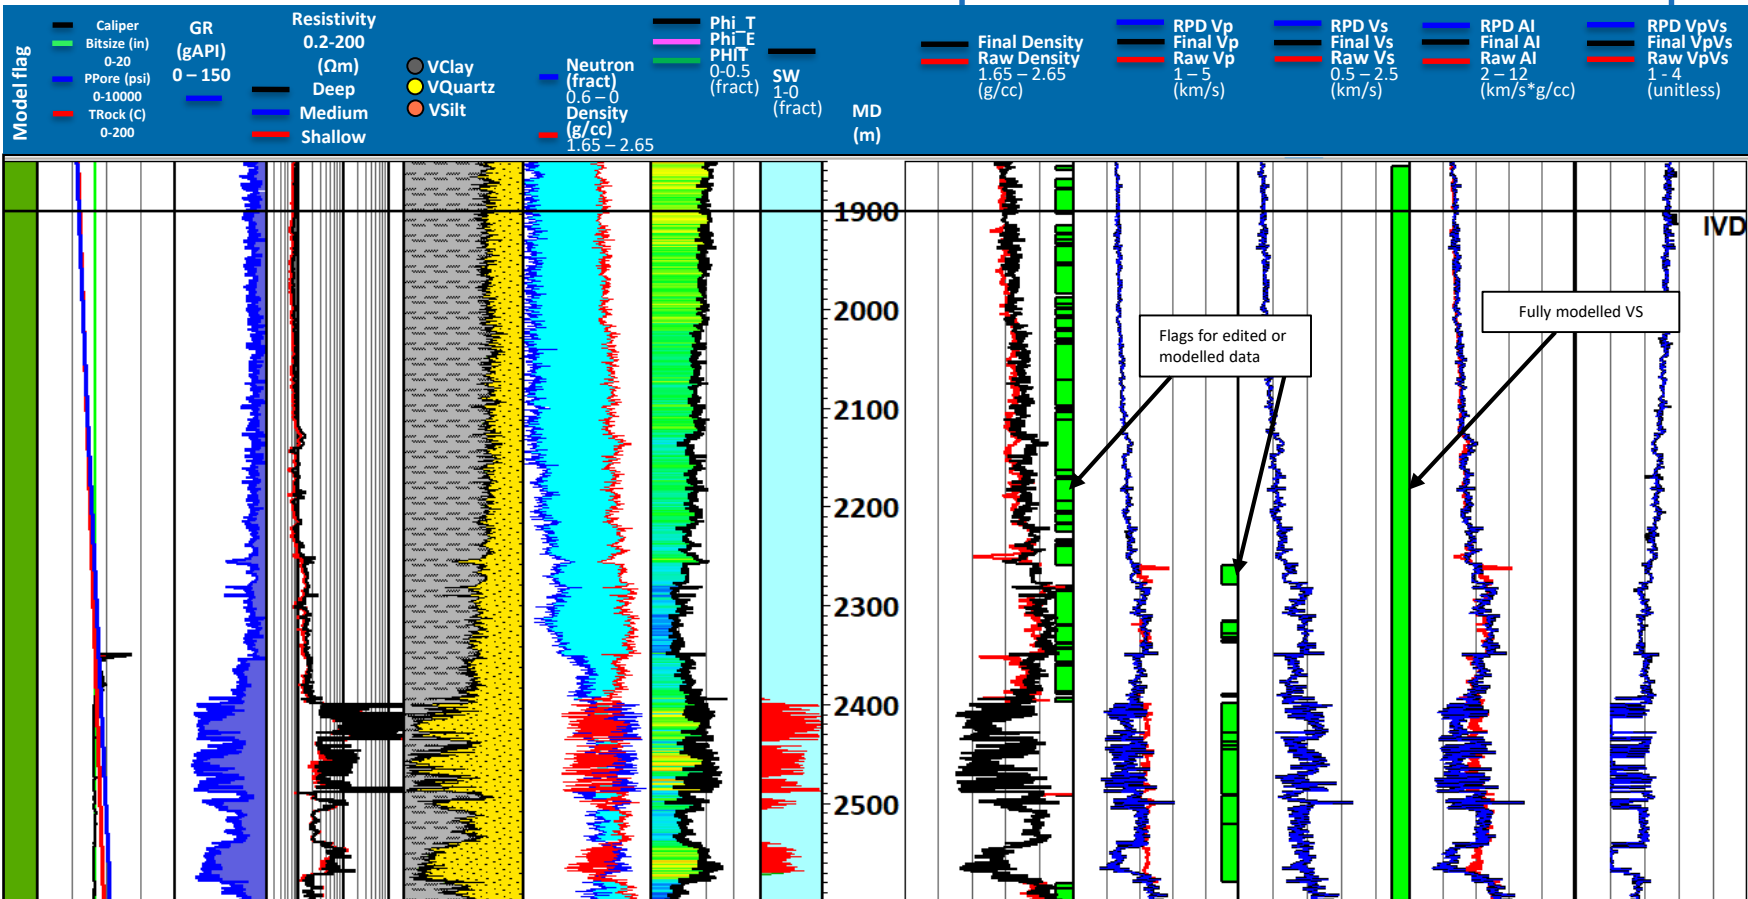 Model flag
Caliper
Bitsize (in)
0-20
PPore (psi)
0-10000
TRock (C)
0-200
GR
(gAPI)
0 – 150
Resistivity
0.2-200
(Ωm)
Deep
Medium
Shallow
VClay
VQuartz
VSilt
Neutron
(fract)
0.6 – 0
Density
(g/cc)
1.65 – 2.65
Phi_T
Phi_E
PHIT
0-0.5
(fract)
SW
1-0
(fract)
MD
(m)
Final Density
Raw Density
1.65 – 2.65
(g/cc)
RPD Vp
Final Vp
Raw Vp
1 – 5
(km/s)
RPD Vs
Final Vs
Raw Vs
0.5 – 2.5
(km/s)
RPD AI
Final AI
Raw AI
2 – 12
(km/s*g/cc)
RPD VpVs
Final VpVs
Raw VpVs
1 - 4
(unitless)
1900
IVD
2000
Fully modelled VS
Flags for edited or
modelled data
2100
2200
2300
2400
2500